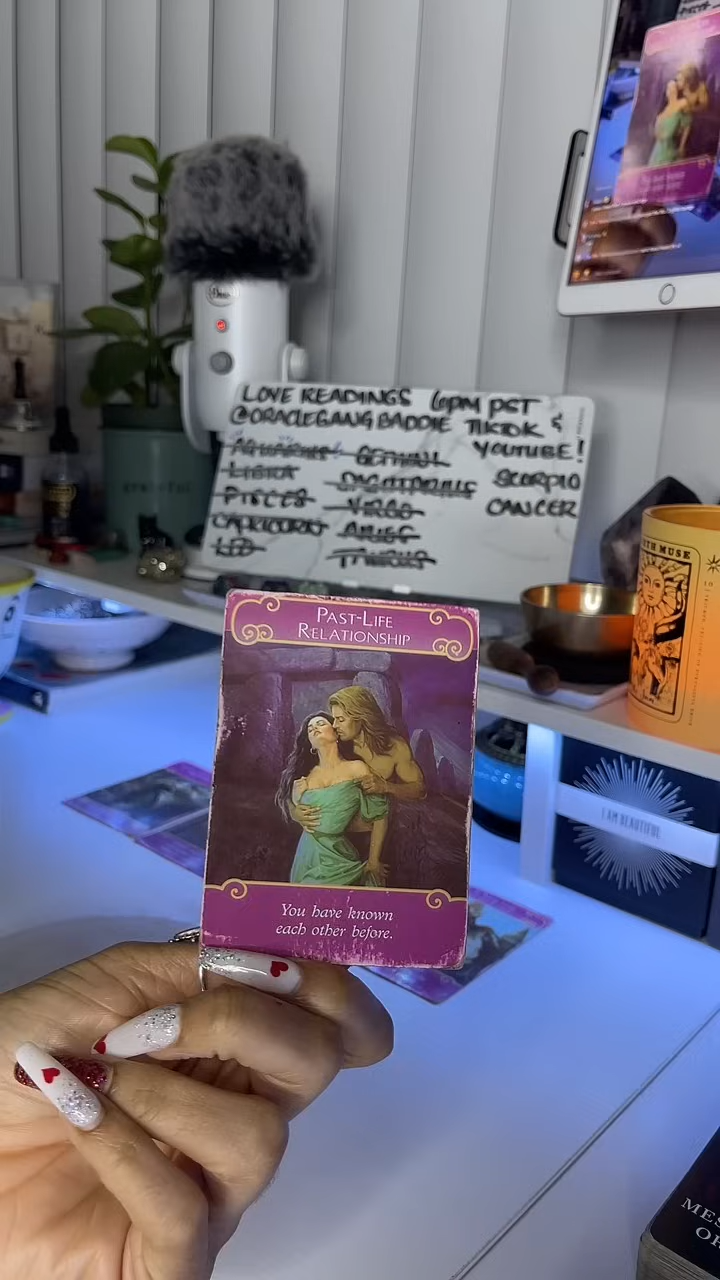 LOVE READINGS 6PM PST
@ORACLEGANGBADDIE TIKTOK &
YOUTUBE!
AQUARIUS GEMINI
LIBRA SAGITTARIUS SCORPIO
PISCES VIRGO CANCER
CAPRICORN ARIES
LEO TAURUS
PAST-LIFE
RELATIONSHIP
You have known
each other before.
I AM BEAUTIFUL